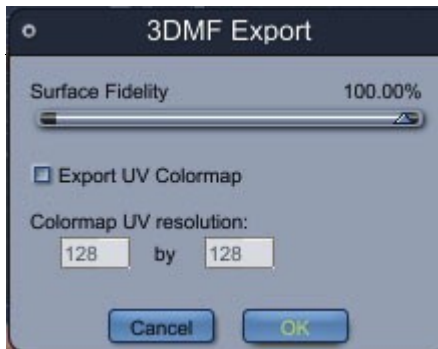 3DMF Export
Surface Fidelity 100.00%
Export UV Colormap
Colormap UV resolution:
128 by 128
Cancel OK